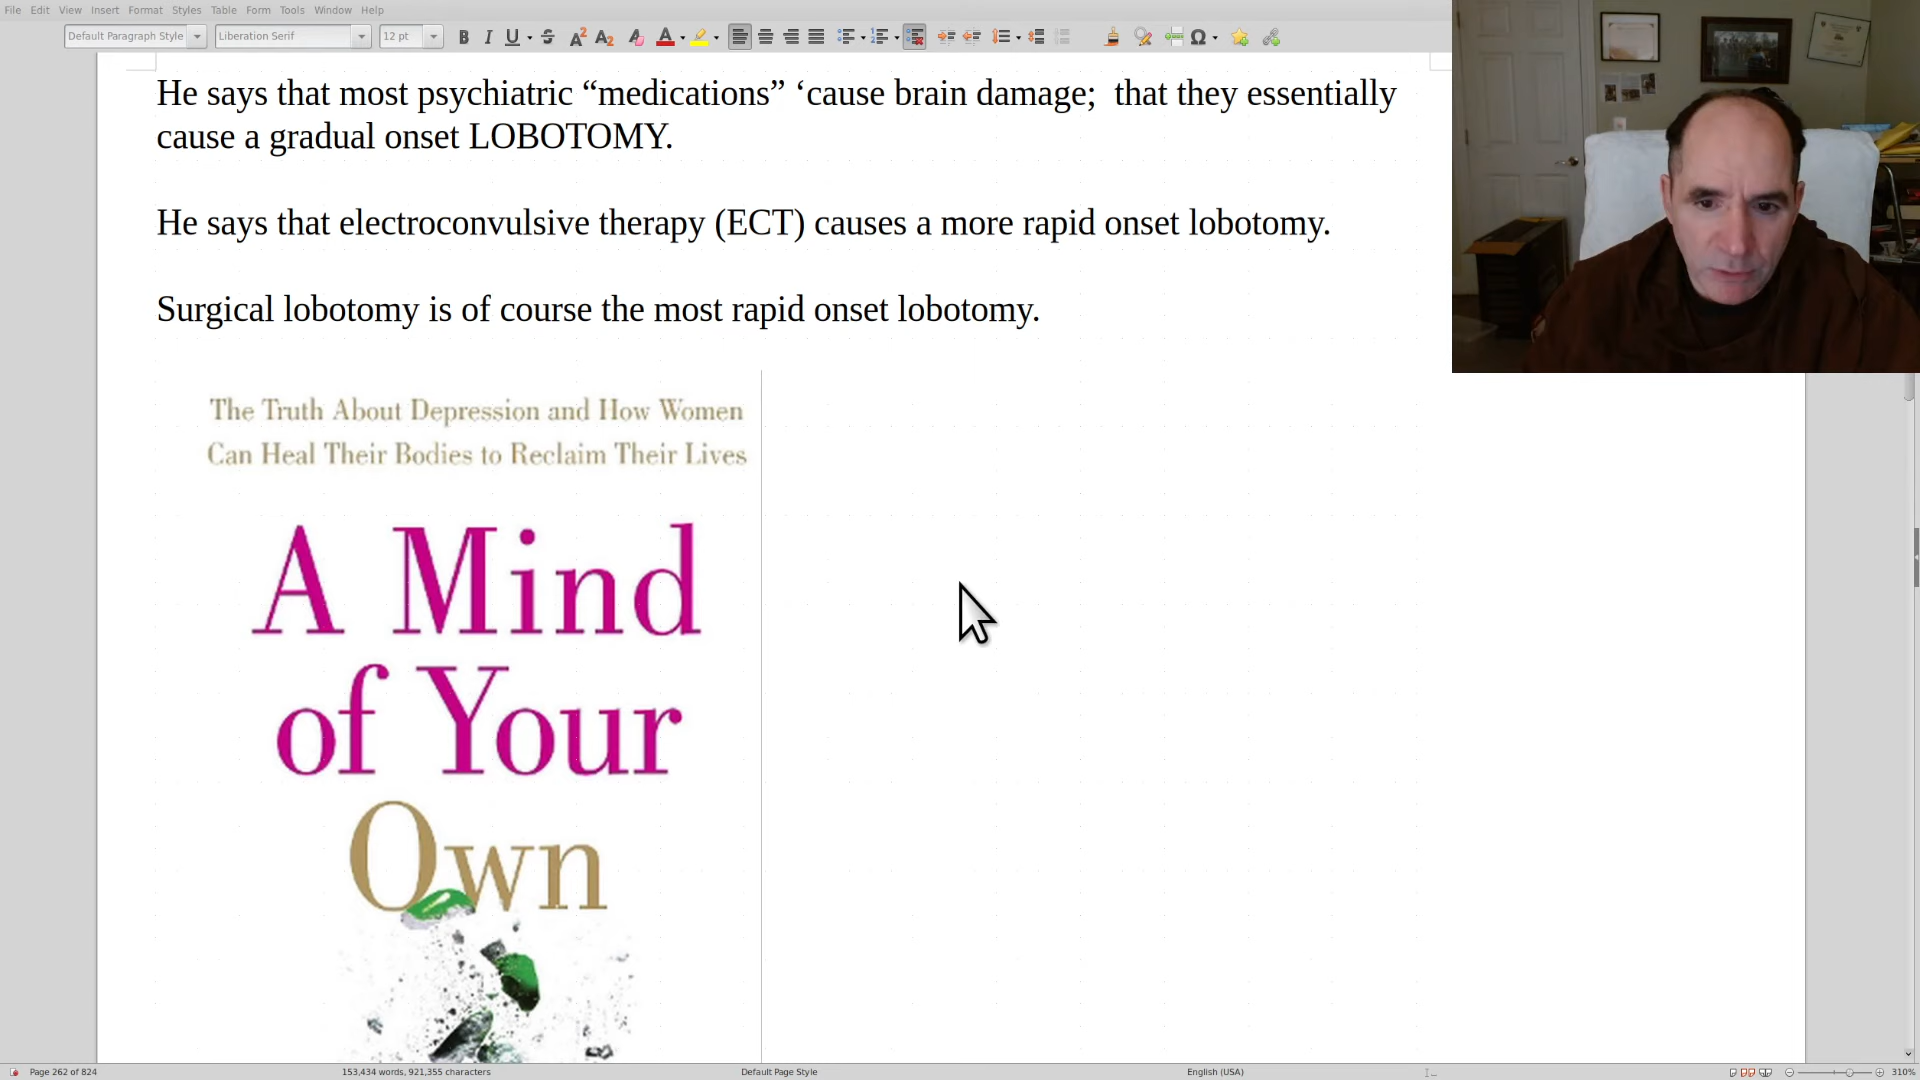 File Edit View Insert Format Styles Table Form Tools Window Help
Default Paragraph Style Liberation Serif 12 pt
He says that most psychiatric “medications” ‘cause brain damage;  that they essentially
cause a gradual onset LOBOTOMY.
He says that electroconvulsive therapy (ECT) causes a more rapid onset lobotomy.
Surgical lobotomy is of course the most rapid onset lobotomy.
The Truth About Depression and How Women
Can Heal Their Bodies to Reclaim Their Lives
A Mind
of Your
Own
Page 262 of 824 153,434 words, 921,355 characters Default Page Style English (USA) 310%